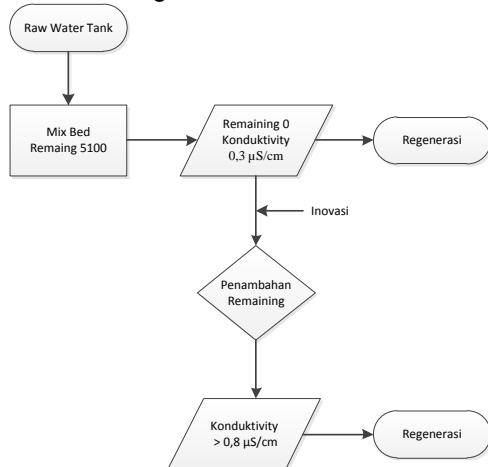 Raw Water Tank
Mix Bed
Remaing 5100
Remaining 0
Konduktivity
0,3 µS/cm
Regenerasi
Inovasi
Penambahan
Remaining
Konduktivity
> 0,8 µS/cm
Regenerasi